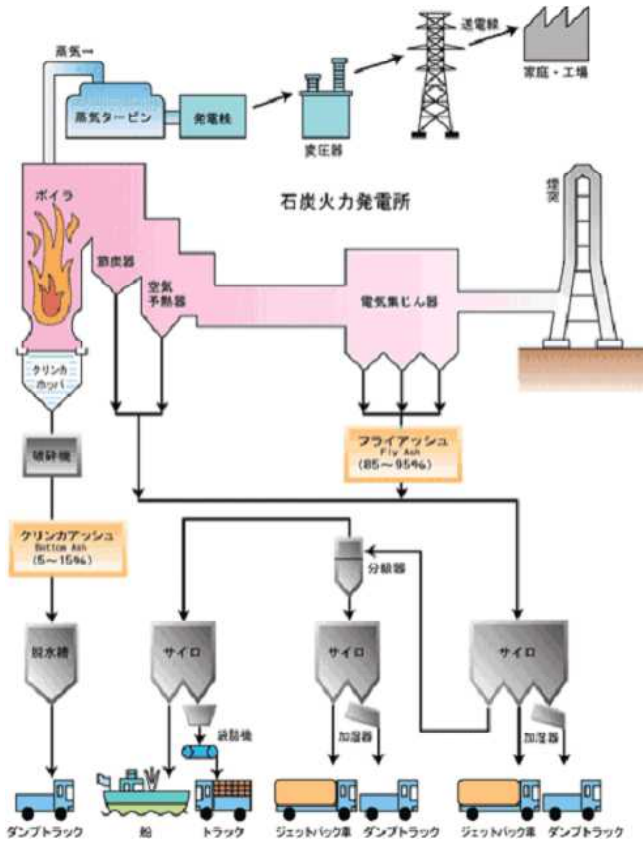 蒸気→
送電線
家庭・工場
蒸気タービン
発電機
変圧器
石炭火力発電所
ボイラ
煙突
節炭器
空気
予熱器
電気集じん器
クリンカ
ホッパ
破砕機
フライアッシュ
Fly Ash
(85～95%)
クリンカアッシュ
Bottom Ash
(5～15%)
分級器
脱水槽
サイロ
サイロ
サイロ
袋詰機
加湿器
加湿器
ダンプトラック
船
トラック
ジェットパック車
ダンプトラック
ジェットパック車
ダンプトラック